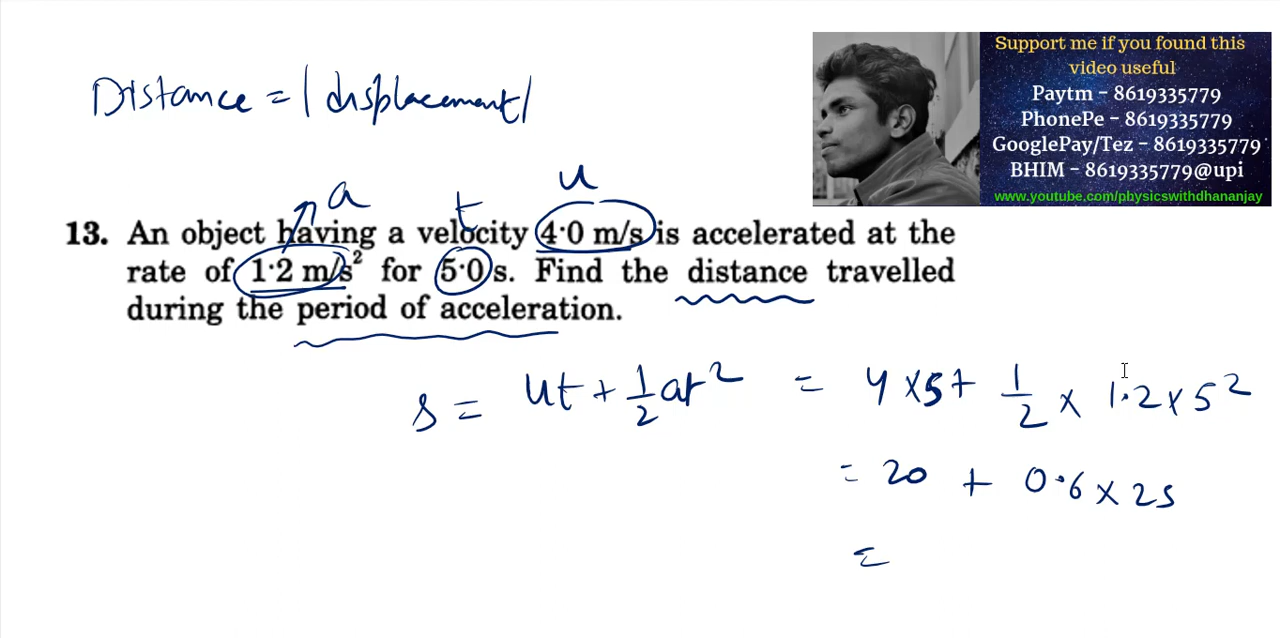 Support me if you found this
video useful
Paytm - 8619335779
PhonePe - 8619335779
GooglePay/Tez - 8619335779
BHIM - 8619335779@upi
www.youtube.com/physicswithdhananjay
Distance = |displacement|
a t u
13. An object having a velocity 4·0 m/s is accelerated at the
rate of 1·2 m/s² for 5·0 s. Find the distance travelled
during the period of acceleration.
s = ut + 1/2 at² = 4 × 5 + 1/2 × 1.2 × 5²
= 20 + 0.6 × 25
=